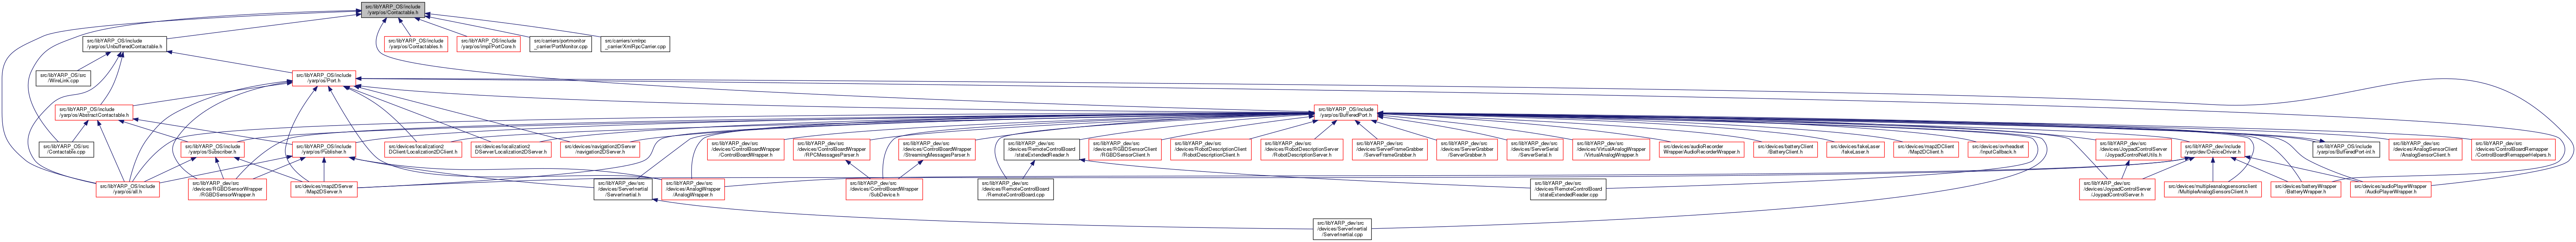 src/libYARP_OS/include
/yarp/os/Contactable.h
src/libYARP_OS/include
/yarp/os/UnbufferedContactable.h
src/libYARP_OS/include
/yarp/os/Contactables.h
src/libYARP_OS/include
/yarp/os/impl/PortCore.h
src/carriers/portmonitor
_carrier/PortMonitor.cpp
src/carriers/xmlrpc
_carrier/XmlRpcCarrier.cpp
src/libYARP_OS/src
/WireLink.cpp
src/libYARP_OS/include
/yarp/os/Port.h
src/libYARP_OS/include
/yarp/os/AbstractContactable.h
src/libYARP_OS/include
/yarp/os/BufferedPort.h
src/libYARP_OS/src
/Contactable.cpp
src/libYARP_OS/include
/yarp/os/Subscriber.h
src/libYARP_OS/include
/yarp/os/Publisher.h
src/devices/localization2
DClient/Localization2DClient.h
src/devices/localization2
DServer/Localization2DServer.h
src/devices/navigation2DServer
/navigation2DServer.h
src/libYARP_dev/src
/devices/ControlBoardWrapper
/ControlBoardWrapper.h
src/libYARP_dev/src
/devices/ControlBoardWrapper
/RPCMessagesParser.h
src/libYARP_dev/src
/devices/ControlBoardWrapper
/StreamingMessagesParser.h
src/libYARP_dev/src
/devices/RemoteControlBoard
/stateExtendedReader.h
src/libYARP_dev/src
/devices/RGBDSensorClient
/RGBDSensorClient.h
src/libYARP_dev/src
/devices/RobotDescriptionClient
/RobotDescriptionClient.h
src/libYARP_dev/src
/devices/RobotDescriptionServer
/RobotDescriptionServer.h
src/libYARP_dev/src
/devices/ServerFrameGrabber
/ServerFrameGrabber.h
src/libYARP_dev/src
/devices/ServerGrabber
/ServerGrabber.h
src/libYARP_dev/src
/devices/ServerSerial
/ServerSerial.h
src/libYARP_dev/src
/devices/VirtualAnalogWrapper
/VirtualAnalogWrapper.h
src/devices/audioRecorder
Wrapper/AudioRecorderWrapper.h
src/devices/batteryClient
/BatteryClient.h
src/devices/fakeLaser
/fakeLaser.h
src/devices/map2DClient
/Map2DClient.h
src/devices/ovrheadset
/InputCallback.h
src/libYARP_dev/src
/devices/JoypadControlServer
/JoypadControlNetUtils.h
src/libYARP_dev/include
/yarp/dev/DeviceDriver.h
src/libYARP_OS/include
/yarp/os/BufferedPort-inl.h
src/libYARP_dev/src
/devices/AnalogSensorClient
/AnalogSensorClient.h
src/libYARP_dev/src
/devices/ControlBoardRemapper
/ControlBoardRemapperHelpers.h
src/libYARP_OS/include
/yarp/os/all.h
src/libYARP_dev/src
/devices/RGBDSensorWrapper
/RGBDSensorWrapper.h
src/devices/map2DServer
/Map2DServer.h
src/libYARP_dev/src
/devices/ServerInertial
/ServerInertial.h
src/libYARP_dev/src
/devices/AnalogWrapper
/AnalogWrapper.h
src/libYARP_dev/src
/devices/ControlBoardWrapper
/SubDevice.h
src/libYARP_dev/src
/devices/RemoteControlBoard
/RemoteControlBoard.cpp
src/libYARP_dev/src
/devices/RemoteControlBoard
/stateExtendedReader.cpp
src/libYARP_dev/src
/devices/JoypadControlServer
/JoypadControlServer.h
src/devices/multipleanalogsensorsclient
/MultipleAnalogSensorsClient.h
src/devices/batteryWrapper
/BatteryWrapper.h
src/devices/audioPlayerWrapper
/AudioPlayerWrapper.h
src/libYARP_dev/src
/devices/ServerInertial
/ServerInertial.cpp